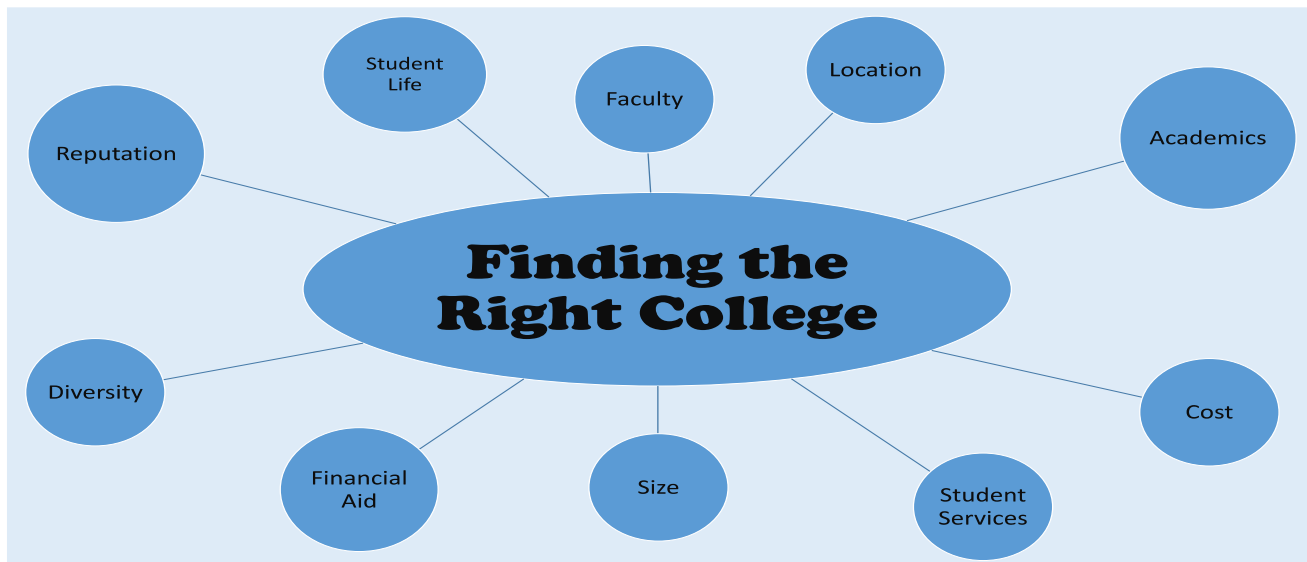 Student
Life
Location
Faculty
Academics
Reputation
Finding the
Right College
Diversity
Cost
Financial
Aid
Size
Student
Services